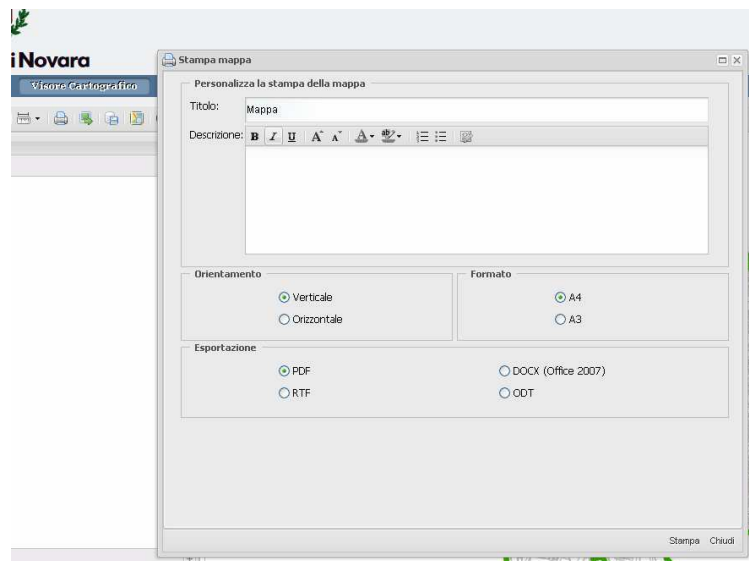 i Novara
Stampa mappa
Visore Cartografico
Personalizza la stampa della mappa
Titolo:
Mappa
Descrizione:
B I U A A A ab
Orientamento
Formato
Verticale
A4
Orizzontale
A3
Esportazione
PDF
DOCX (Office 2007)
RTF
ODT
Stampa Chiudi